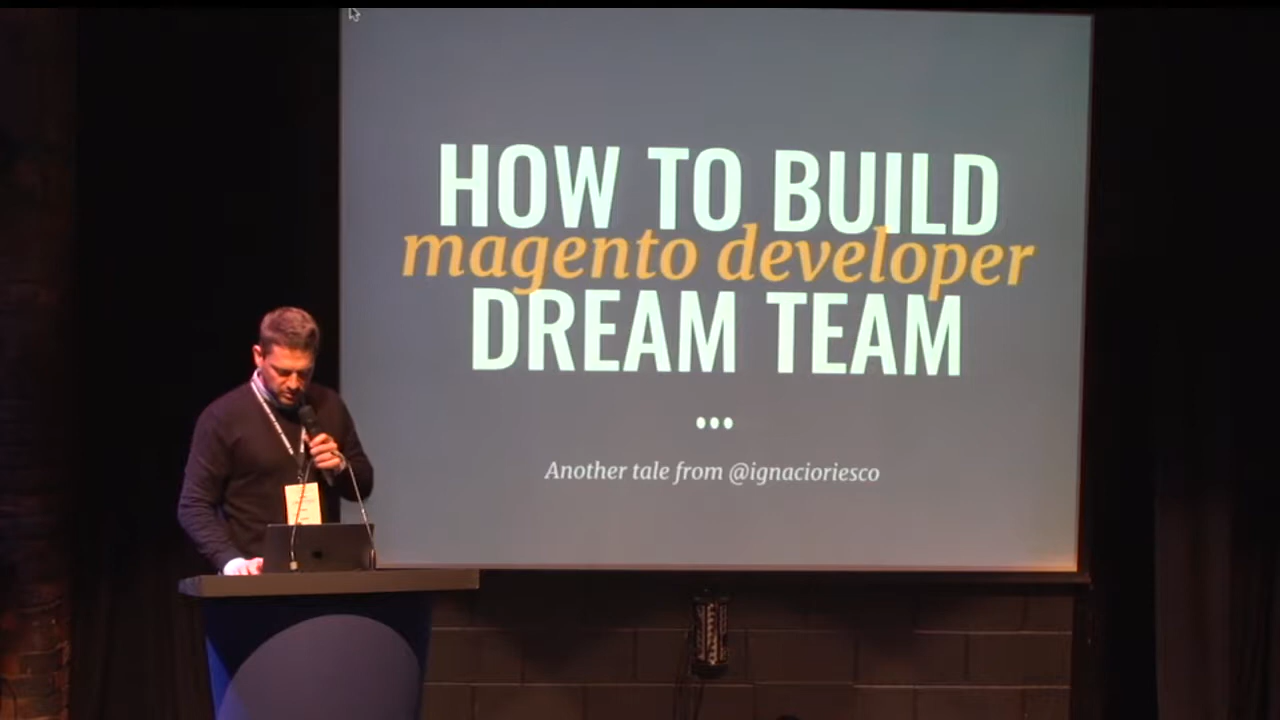 HOW TO BUILD
magento developer
DREAM TEAM
•••
Another tale from @ignacioriesco